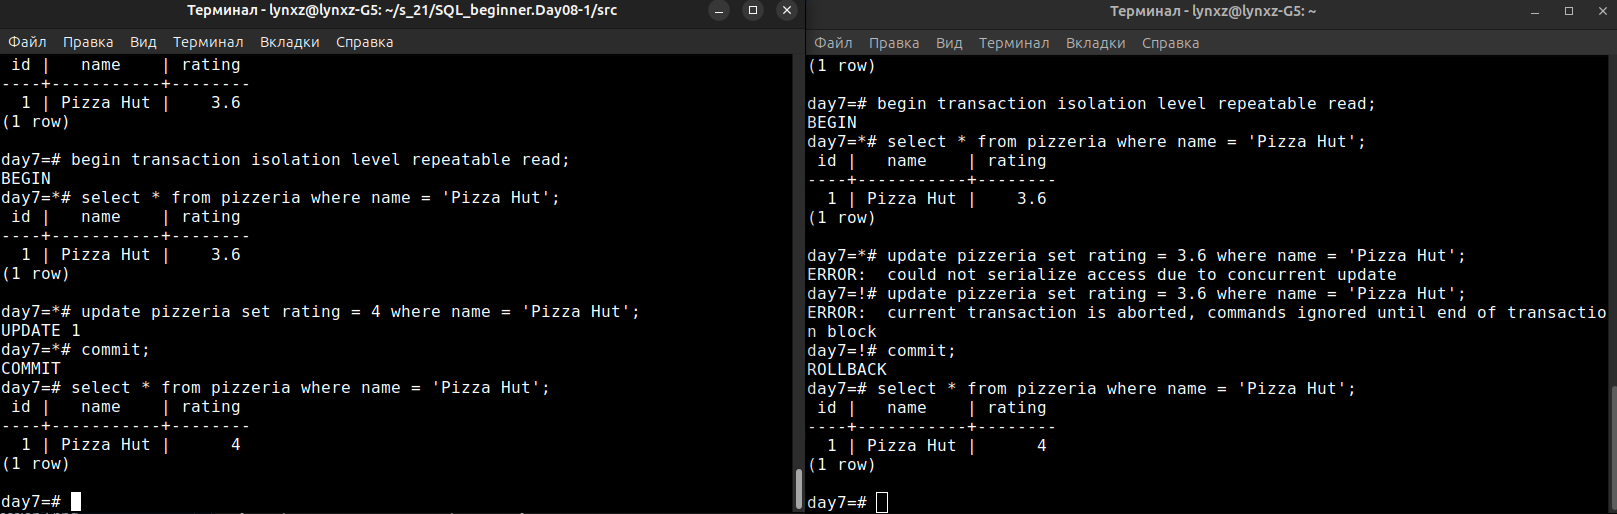 Терминал - lynxz@lynxz-G5: ~/s_21/SQL_beginner.Day08-1/src
Файл Правка Вид Терминал Вкладки Справка
 id |   name    | rating
----+-----------+--------
  1 | Pizza Hut |    3.6
(1 row)
day7=# begin transaction isolation level repeatable read;
BEGIN
day7=*# select * from pizzeria where name = 'Pizza Hut';
 id |   name    | rating
----+-----------+--------
  1 | Pizza Hut |    3.6
(1 row)
day7=*# update pizzeria set rating = 4 where name = 'Pizza Hut';
UPDATE 1
day7=*# commit;
COMMIT
day7=# select * from pizzeria where name = 'Pizza Hut';
 id |   name    | rating
----+-----------+--------
  1 | Pizza Hut |      4
(1 row)
day7=#
Терминал - lynxz@lynxz-G5: ~
Файл Правка Вид Терминал Вкладки Справка
(1 row)
day7=# begin transaction isolation level repeatable read;
BEGIN
day7=*# select * from pizzeria where name = 'Pizza Hut';
 id |   name    | rating
----+-----------+--------
  1 | Pizza Hut |    3.6
(1 row)
day7=*# update pizzeria set rating = 3.6 where name = 'Pizza Hut';
ERROR:  could not serialize access due to concurrent update
day7=!# update pizzeria set rating = 3.6 where name = 'Pizza Hut';
ERROR:  current transaction is aborted, commands ignored until end of transactio
n block
day7=!# commit;
ROLLBACK
day7=# select * from pizzeria where name = 'Pizza Hut';
 id |   name    | rating
----+-----------+--------
  1 | Pizza Hut |      4
(1 row)
day7=#